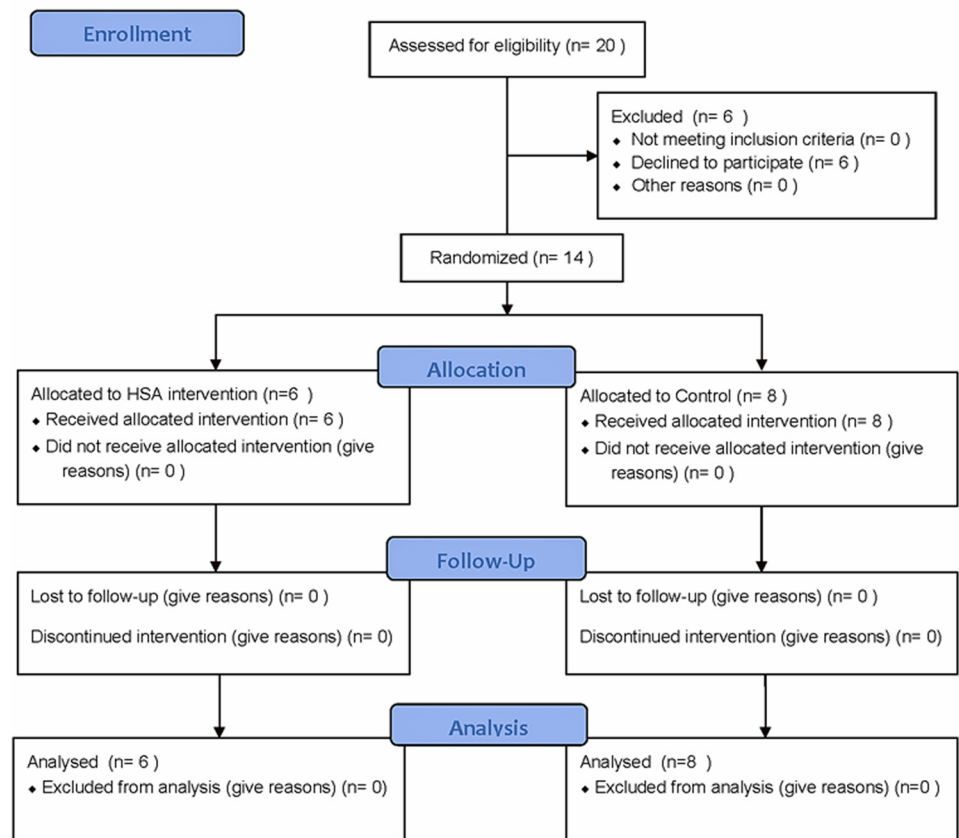 Enrollment
Assessed for eligibility (n= 20 )
Excluded (n= 6 )
◆ Not meeting inclusion criteria (n= 0 )
◆ Declined to participate (n= 6 )
◆ Other reasons (n= 0 )
Randomized (n= 14 )
Allocation
Allocated to HSA intervention (n=6 )
◆ Received allocated intervention (n= 6 )
◆ Did not receive allocated intervention (give
reasons) (n= 0 )
Allocated to Control (n= 8 )
◆ Received allocated intervention (n= 8 )
◆ Did not receive allocated intervention (give
reasons) (n= 0 )
Follow-Up
Lost to follow-up (give reasons) (n= 0 )
Discontinued intervention (give reasons) (n= 0)
Lost to follow-up (give reasons) (n= 0 )
Discontinued intervention (give reasons) (n= 0)
Analysis
Analysed (n= 6 )
◆ Excluded from analysis (give reasons) (n= 0)
Analysed (n=8 )
◆ Excluded from analysis (give reasons) (n=0 )